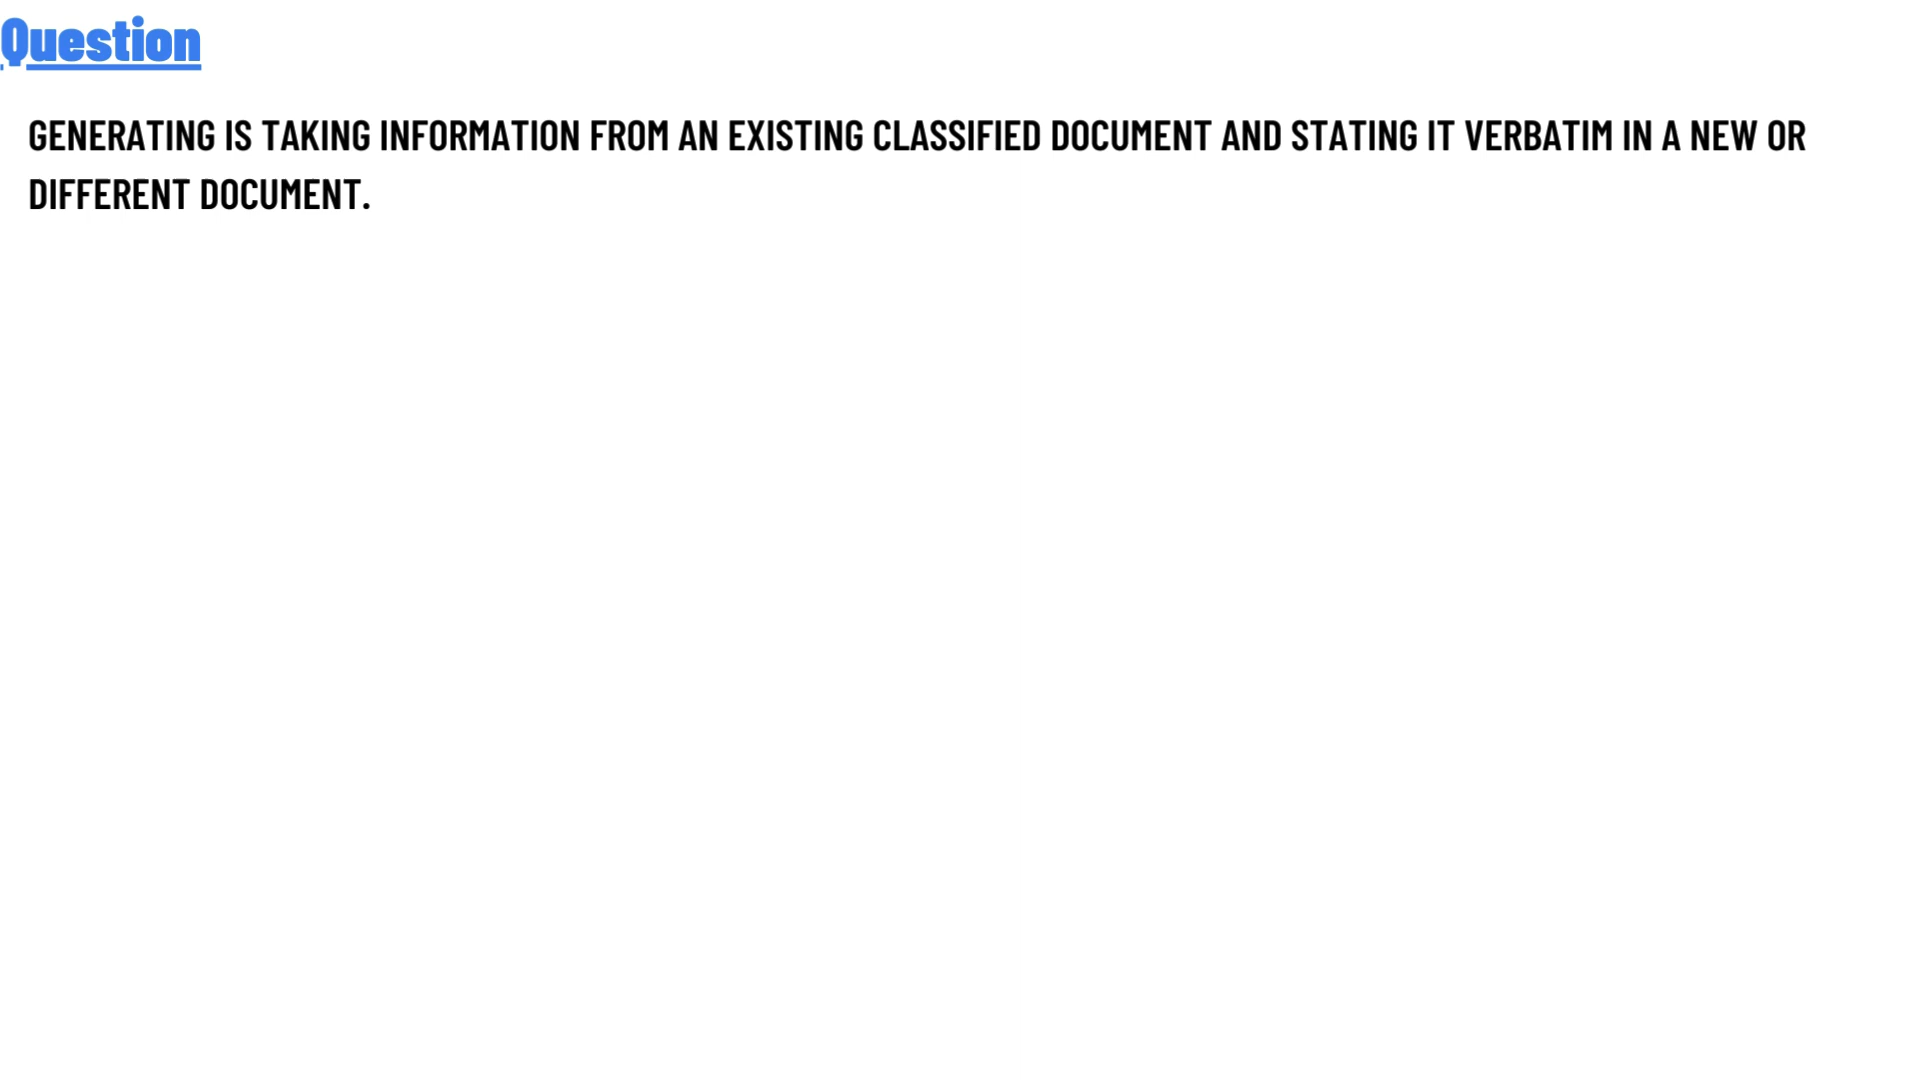 Question
GENERATING IS TAKING INFORMATION FROM AN EXISTING CLASSIFIED DOCUMENT AND STATING IT VERBATIM IN A NEW OR
DIFFERENT DOCUMENT.